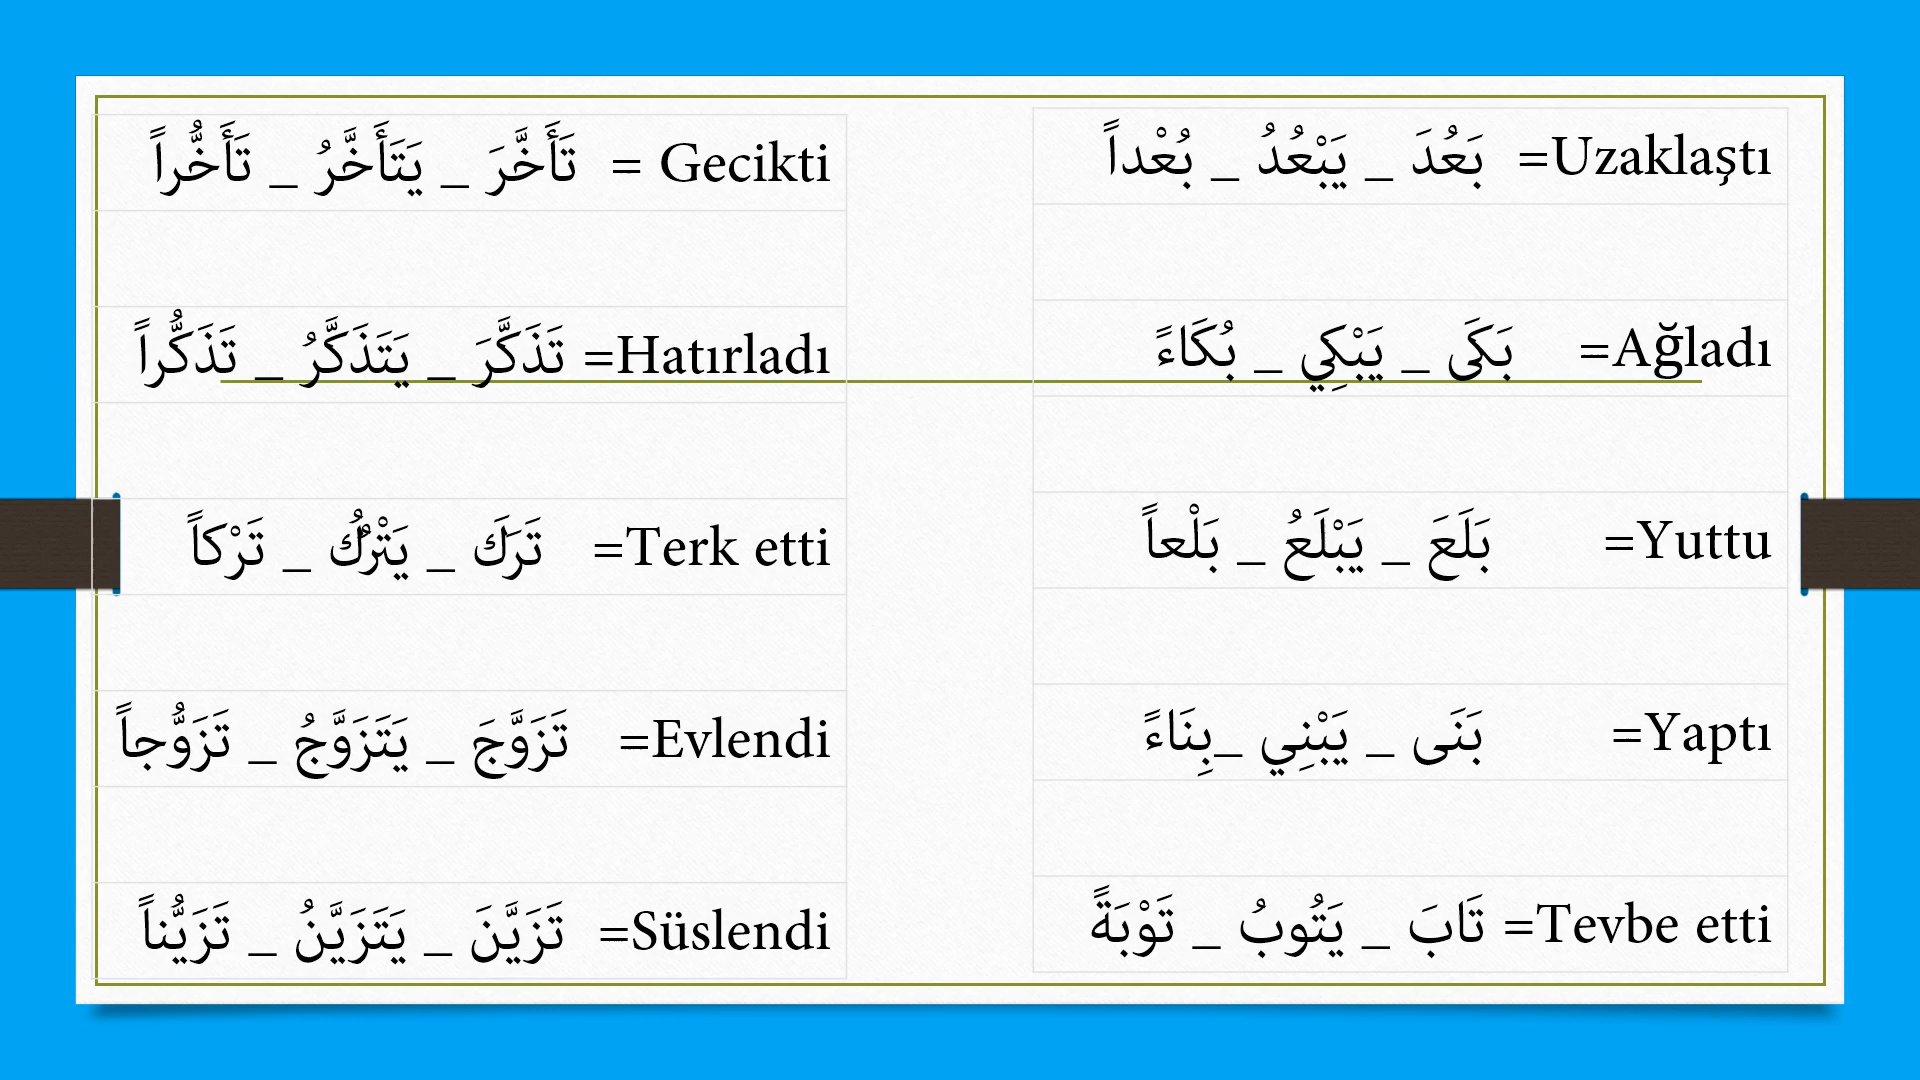 Uzaklaştı= بَعُدَ _ يَبْعُدُ _ بُعْداً
Ağladı= بَكَى _ يَبْكِي _ بُكَاءً
Yuttu= بَلَعَ _ يَبْلَعُ _ بَلْعاً
Yaptı= بَنَى _ يَبْنِي _بِنَاءً
Tevbe etti= تَابَ _ يَتُوبُ _ تَوْبَةً
Gecikti = تَأَخَّرَ _ يَتَأَخَّرُ _ تَأَخُّراً
Hatırladı= تَذَكَّرَ _ يَتَذَكَّرُ _ تَذَكُّراً
Terk etti= تَرَكَ _ يَتْرُكُ _ تَرْكاً
Evlendi= تَزَوَّجَ _ يَتَزَوَّجُ _ تَزَوُّجاً
Süslendi= تَزَيَّنَ _ يَتَزَيَّنُ _ تَزَيُّناً